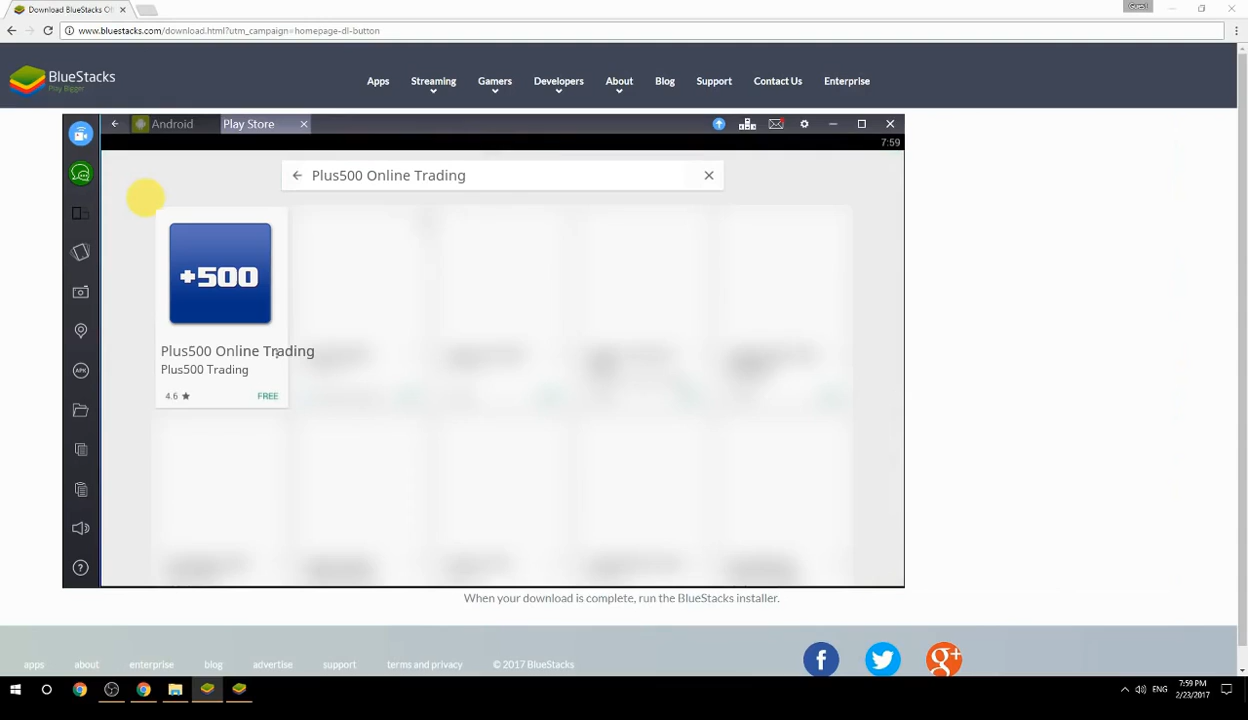 Download BlueStacks Of
Guest
www.bluestacks.com/download.html?utm_campaign=homepage-dl-button
BlueStacks
Play Bigger
Apps Streaming Gamers Developers About Blog Support Contact Us Enterprise
Android Play Store
7:59
Plus500 Online Trading
+500
Plus500 Online Trading
Plus500 Trading
4.6 ★ FREE
APK
When your download is complete, run the BlueStacks installer.
apps about enterprise blog advertise support terms and privacy © 2017 BlueStacks
ENG
7:59 PM
2/23/2017